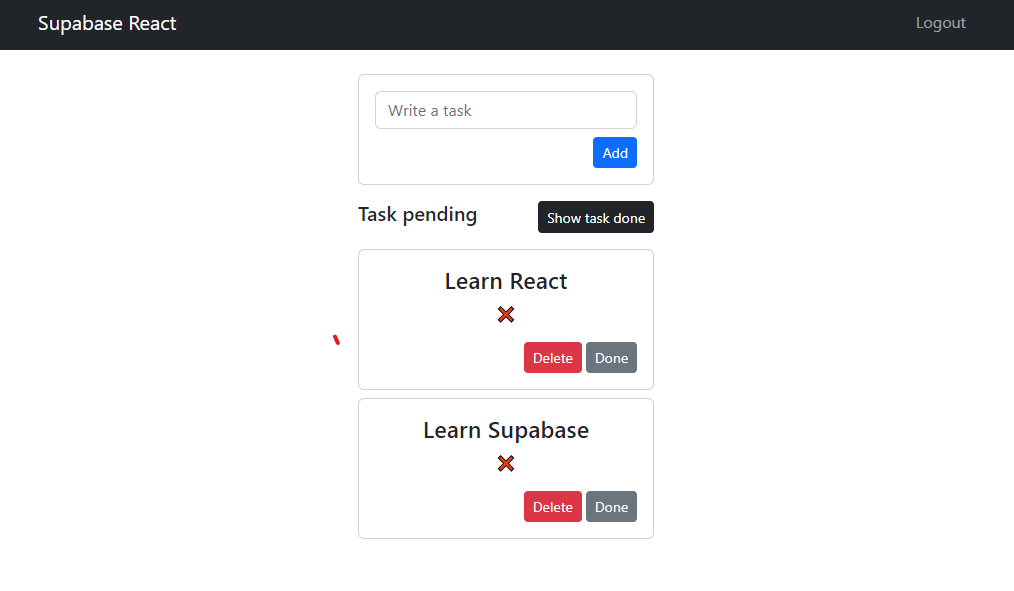 Supabase React
Logout
Write a task
Add
Task pending
Show task done
Learn React
Delete
Done
Learn Supabase
Delete
Done